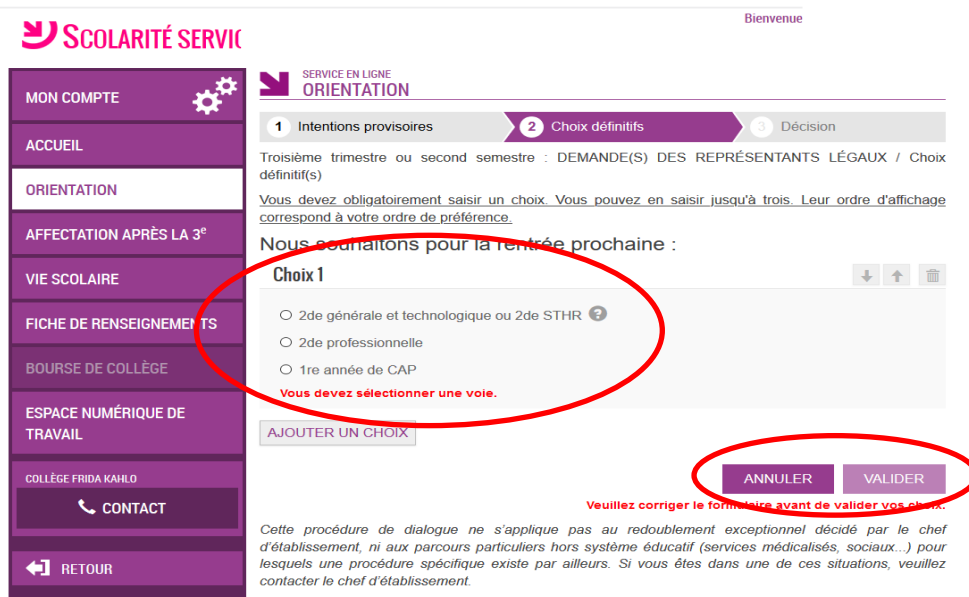 Bienvenue
SCOLARITÉ SERVIC
MON COMPTE
ACCUEIL
ORIENTATION
AFFECTATION APRÈS LA 3e
VIE SCOLAIRE
FICHE DE RENSEIGNEMENTS
BOURSE DE COLLÈGE
ESPACE NUMÉRIQUE DE
TRAVAIL
COLLÈGE FRIDA KAHLO
CONTACT
RETOUR
SERVICE EN LIGNE
ORIENTATION
1 Intentions provisoires
2 Choix définitifs
3 Décision
Troisième trimestre ou second semestre : DEMANDE(S) DES REPRÉSENTANTS LÉGAUX / Choix
définitif(s)
Vous devez obligatoirement saisir un choix. Vous pouvez en saisir jusqu'à trois. Leur ordre d'affichage
correspond à votre ordre de préférence.
Nous souhaitons pour la rentrée prochaine :
Choix 1
2de générale et technologique ou 2de STHR ?
2de professionnelle
1re année de CAP
Vous devez sélectionner une voie.
AJOUTER UN CHOIX
ANNULER
VALIDER
Veuillez corriger le formulaire avant de valider vos choix.
Cette procédure de dialogue ne s'applique pas au redoublement exceptionnel décidé par le chef
d'établissement, ni aux parcours particuliers hors système éducatif (services médicalisés, sociaux...) pour
lesquels une procédure spécifique existe par ailleurs. Si vous êtes dans une de ces situations, veuillez
contacter le chef d'établissement.